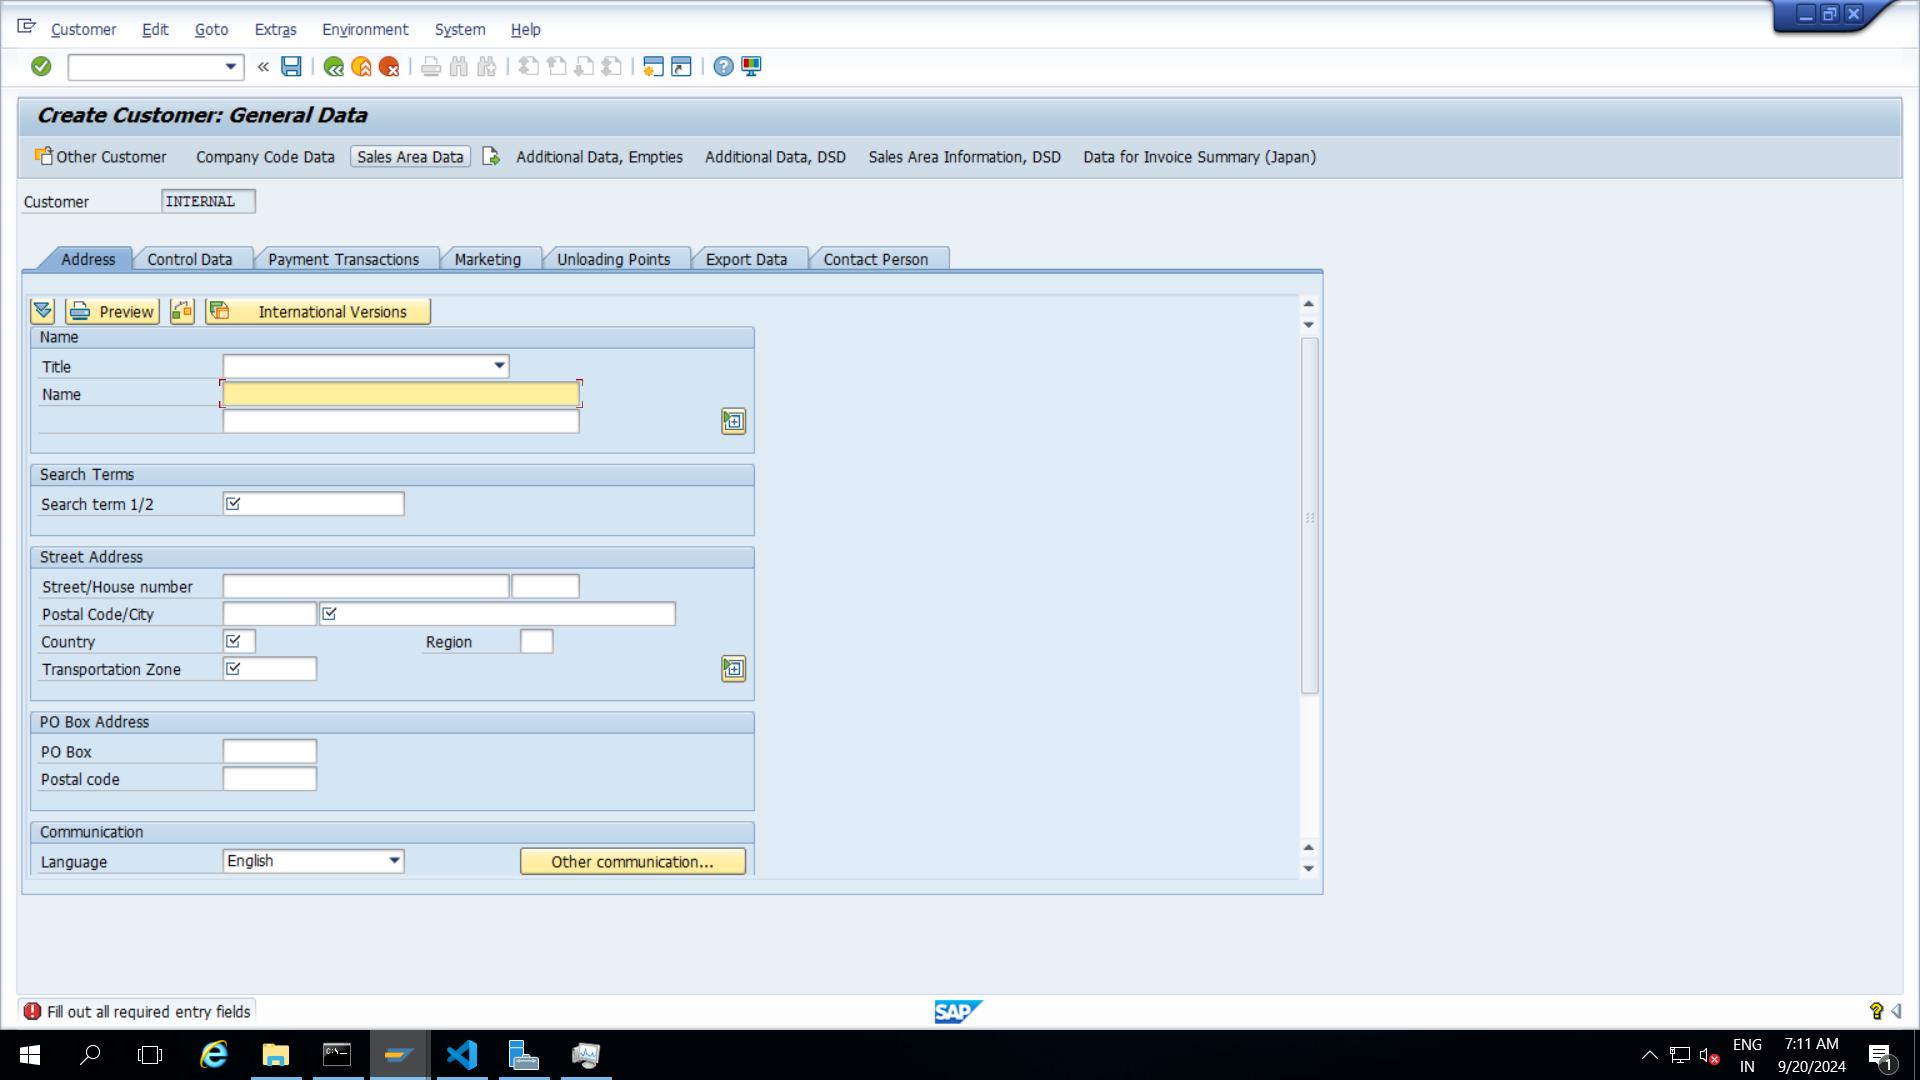 Customer Edit Goto Extras Environment System Help
Create Customer: General Data
Other Customer Company Code Data Sales Area Data Additional Data, Empties Additional Data, DSD Sales Area Information, DSD Data for Invoice Summary (Japan)
Customer INTERNAL
Address Control Data Payment Transactions Marketing Unloading Points Export Data Contact Person
Preview International Versions
Name
Title
Name
Search Terms
Search term 1/2
Street Address
Street/House number
Postal Code/City
Country Region
Transportation Zone
PO Box Address
PO Box
Postal code
Communication
Language English Other communication...
Fill out all required entry fields SAP
ENG 7:11 AM
IN 9/20/2024 1